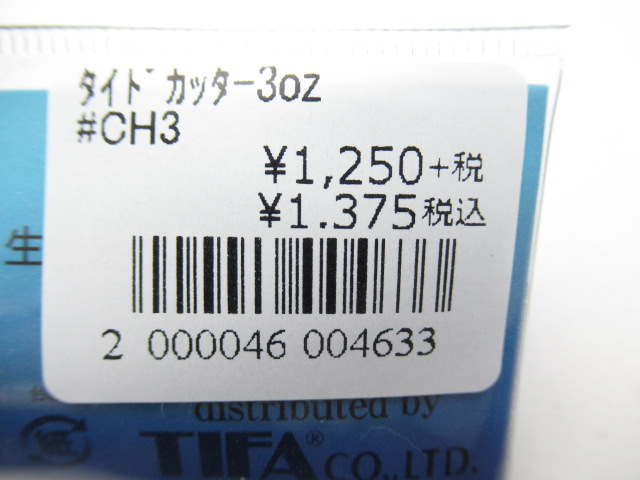 タイドカッター3oz
#CH3
¥1,250+税
¥1.375税込
生
2 000046 004633
distributed by
TIFA® CO.,LTD.